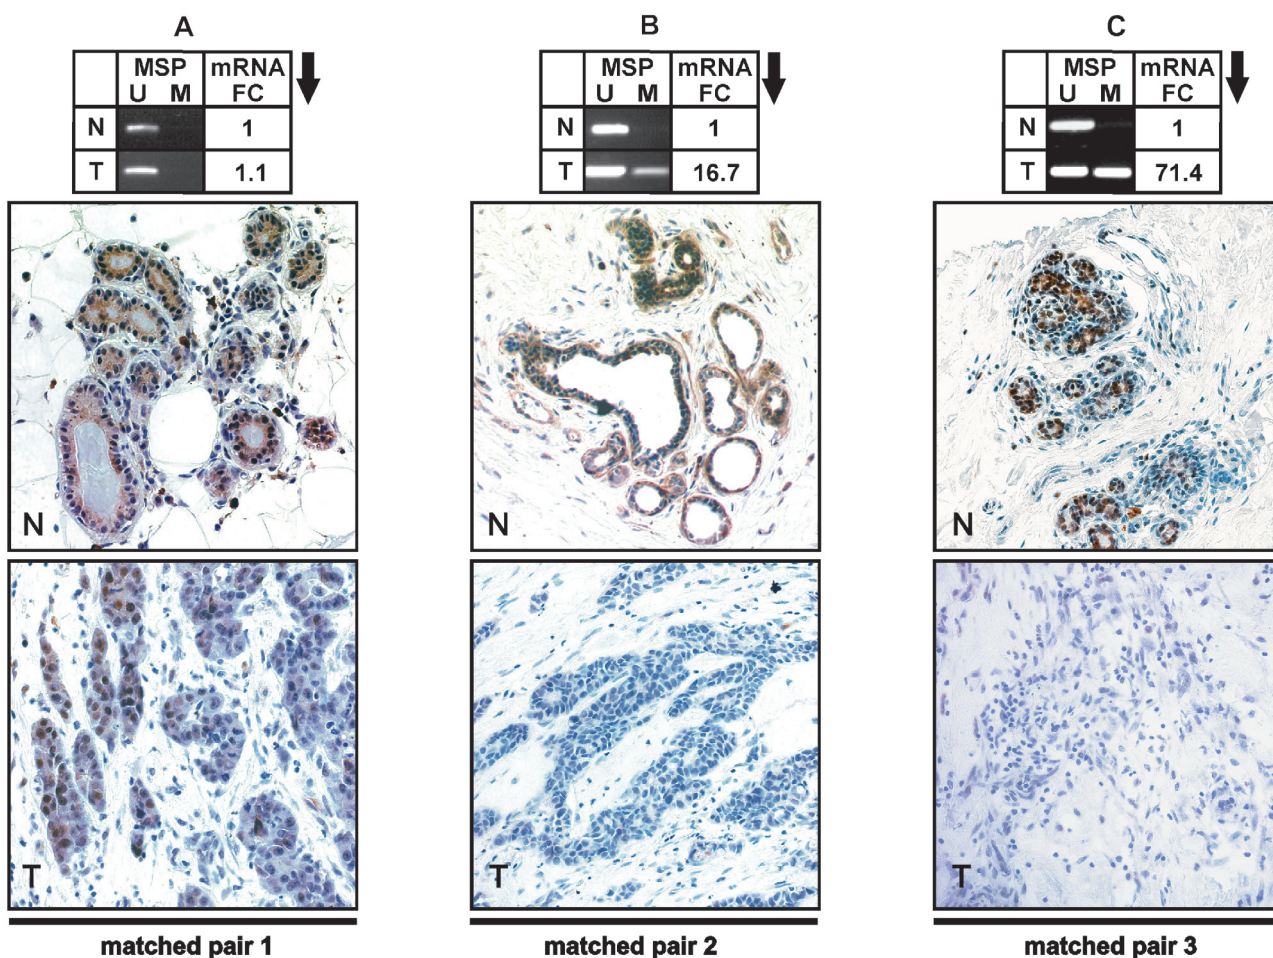 A
MSP mRNA
U M FC
N 1
T 1.1
N
T
matched pair 1
B
MSP mRNA
U M FC
N 1
T 16.7
N
T
matched pair 2
C
MSP mRNA
U M FC
N 1
T 71.4
N
T
matched pair 3